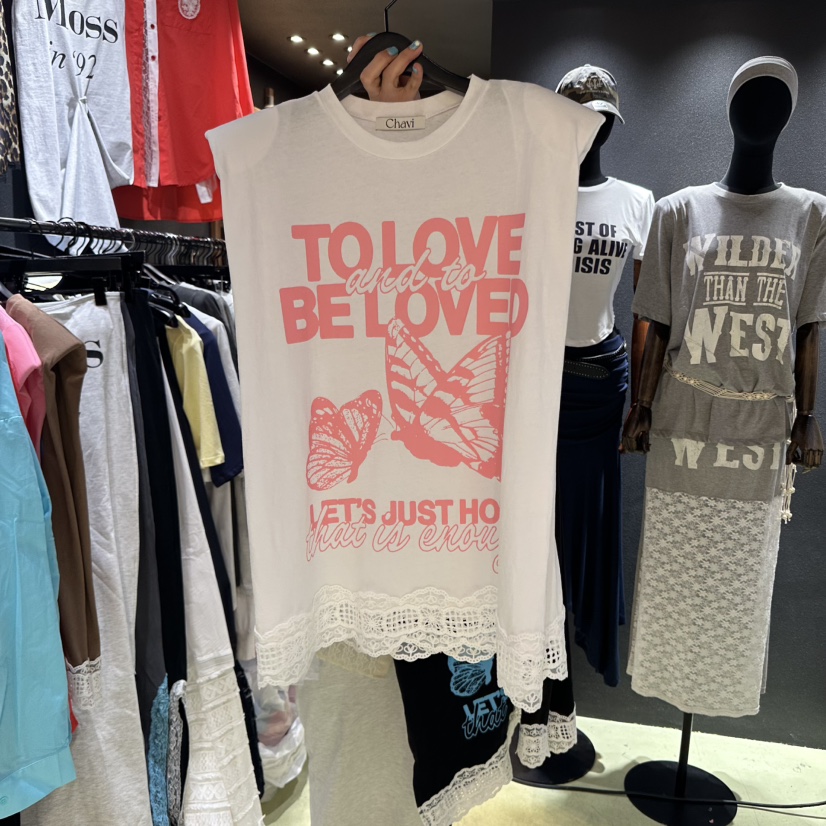 Moss
in '92
Chavi
TO LOVE
and to
BE LOVED
LET'S JUST HO
that is enou
ST OF
G ALIVE
ISIS
WILDER
THAN THE
WEST
WEST
LET'
that